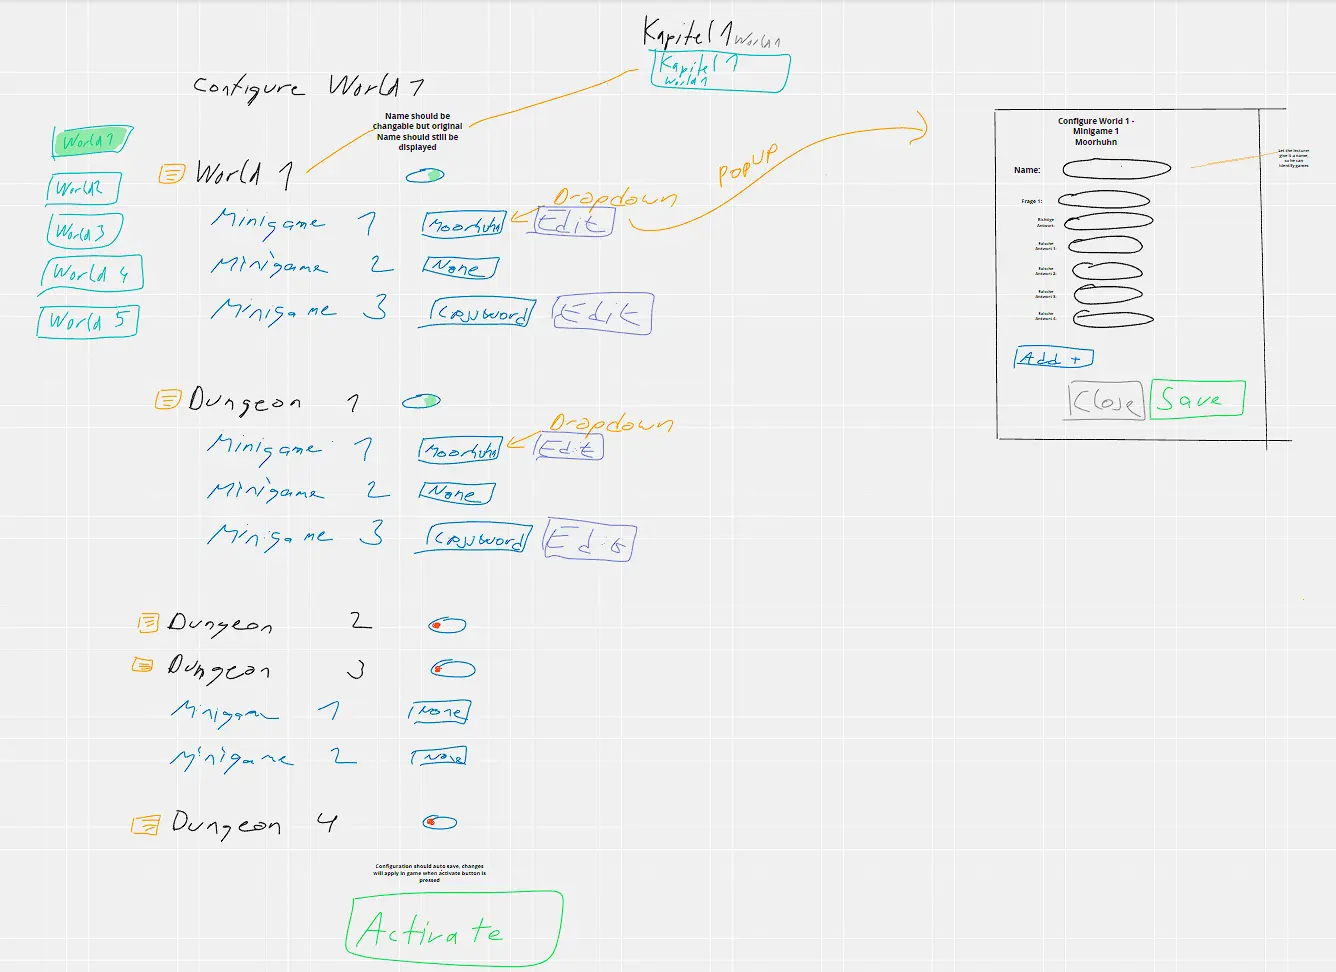 Kapitel 1 World 1
Kapitel 1
World 1
Configure World 1
Name should be
changable but original
Name should still be
displayed
World 1
World 2
World 3
World 4
World 5
World 1
Dropdown
Minigame 1 Moorhuhn Edit
PopUP
Minigame 2 None
Minigame 3 Edit
Dungeon 1
Dropdown
Minigame 1 Moorhuhn Edit
Minigame 2 None
Minigame 3 Edit
Dungeon 2
Dungeon 3
Minigame 1 None
Minigame 2 None
Dungeon 4
Configuration should auto save, changes
will apply in game when activate button is
pressed
Activate
Configure World 1 -
Minigame 1
Moorhuhn
Name:
Let the lecturer
give it a name,
so he can
identify games
Frage 1:
Richtige
Antwort:
Falsche
Antwort 1:
Falsche
Antwort 2:
Falsche
Antwort 3:
Falsche
Antwort 4:
Add +
Close Save